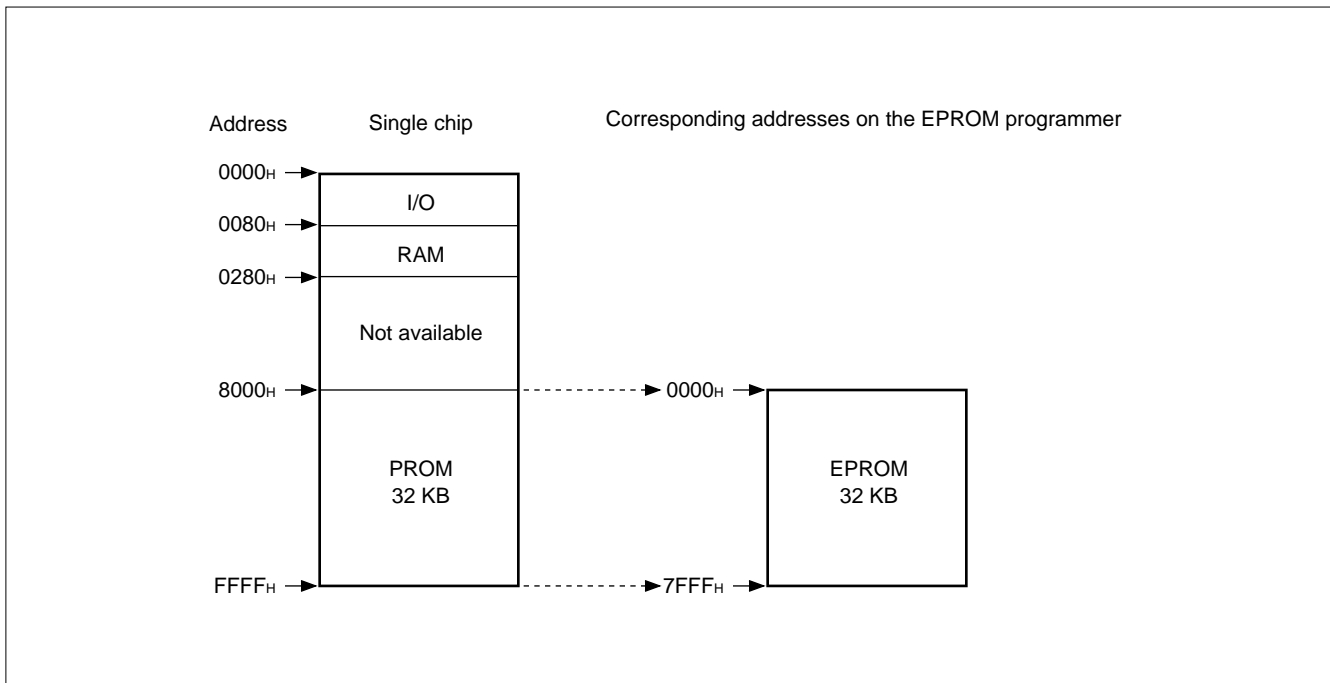 Address
Single chip
Corresponding addresses on the EPROM programmer
0000H
I/O
0080H
RAM
0280H
Not available
8000H
0000H
PROM
32 KB
EPROM
32 KB
FFFFH
7FFFH